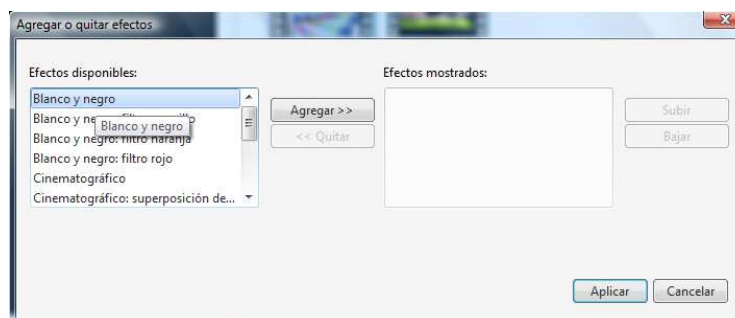 Agregar o quitar efectos
Efectos disponibles:
Blanco y negro
Blanco y
Blanco y negro
Blanco y negro: filtro naranja
Blanco y negro: filtro rojo
Cinematográfico
Cinematográfico: superposición de...
Agregar >>
<< Quitar
Efectos mostrados:
Subir
Bajar
Aplicar
Cancelar